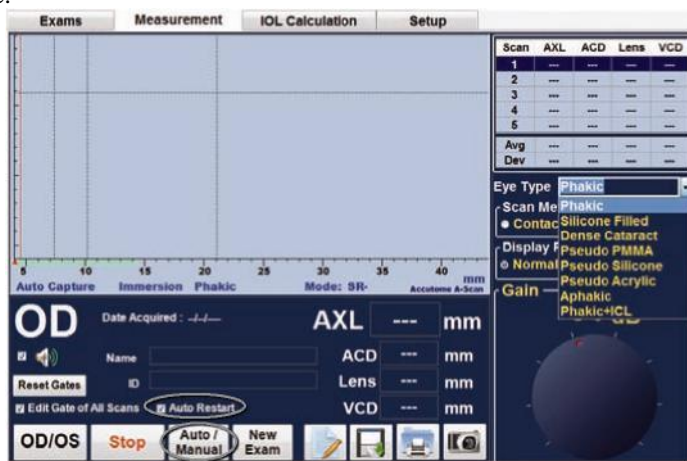 Exams Measurement IOL Calculation Setup
Scan AXL ACD Lens VCD
1 --- --- --- ---
2 --- --- --- ---
3 --- --- --- ---
4 --- --- --- ---
5 --- --- --- ---
Avg --- --- --- ---
Dev --- --- --- ---
Eye Type Phakic
Phakic
Silicone Filled
Dense Cataract
Pseudo PMMA
Pseudo Silicone
Pseudo Acrylic
Aphakic
Phakic+ICL
Scan Me
Contac
Display
Normal
Gain
5 10 15 20 25 30 35 40 mm
Auto Capture Immersion Phakic Mode: SR- Accutome A-Scan
OD Date Acquired : --/--/---- AXL --- mm
Name ACD --- mm
Reset Gates ID Lens --- mm
Edit Gate of All Scans Auto Restart VCD --- mm
OD/OS Stop Auto / Manual New Exam